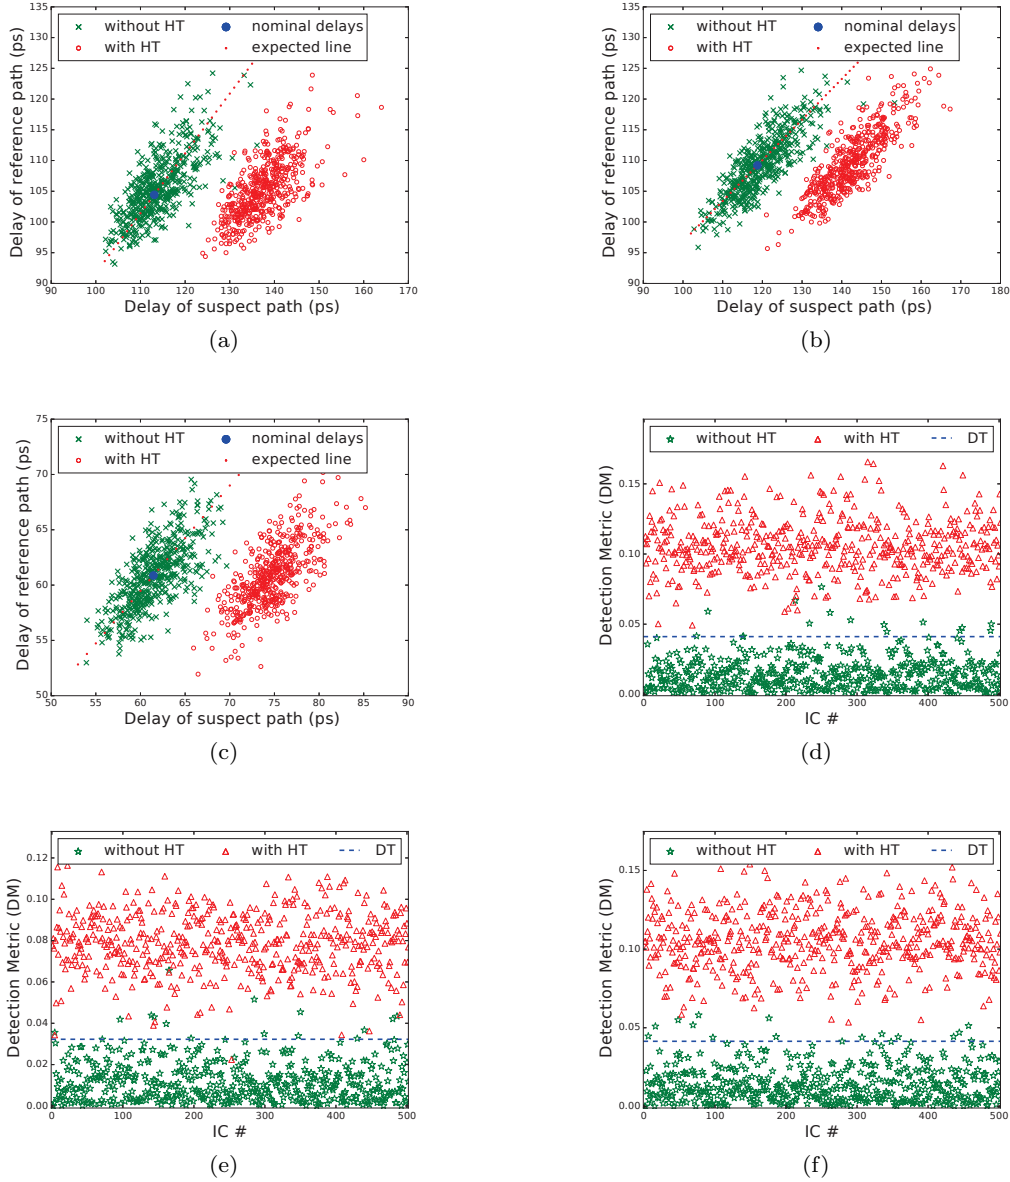 135
130
125
120
115
110
105
100
95
90
Delay of reference path (ps)
without HT
with HT
nominal delays
expected line
90 100 110 120 130 140 150 160 170
Delay of suspect path (ps)
(a)
135
130
125
120
115
110
105
100
95
90
Delay of reference path (ps)
without HT
with HT
nominal delays
expected line
90 100 110 120 130 140 150 160 170 180
Delay of suspect path (ps)
(b)
75
70
65
60
55
50
Delay of reference path (ps)
without HT
with HT
nominal delays
expected line
50 55 60 65 70 75 80 85 90
Delay of suspect path (ps)
(c)
0.15
0.10
0.05
0.00
Detection Metric (DM)
without HT with HT DT
0 100 200 300 400 500
IC #
(d)
0.12
0.10
0.08
0.06
0.04
0.02
0.00
Detection Metric (DM)
without HT with HT DT
0 100 200 300 400 500
IC #
(e)
0.15
0.10
0.05
0.00
Detection Metric (DM)
without HT with HT DT
0 100 200 300 400 500
IC #
(f)